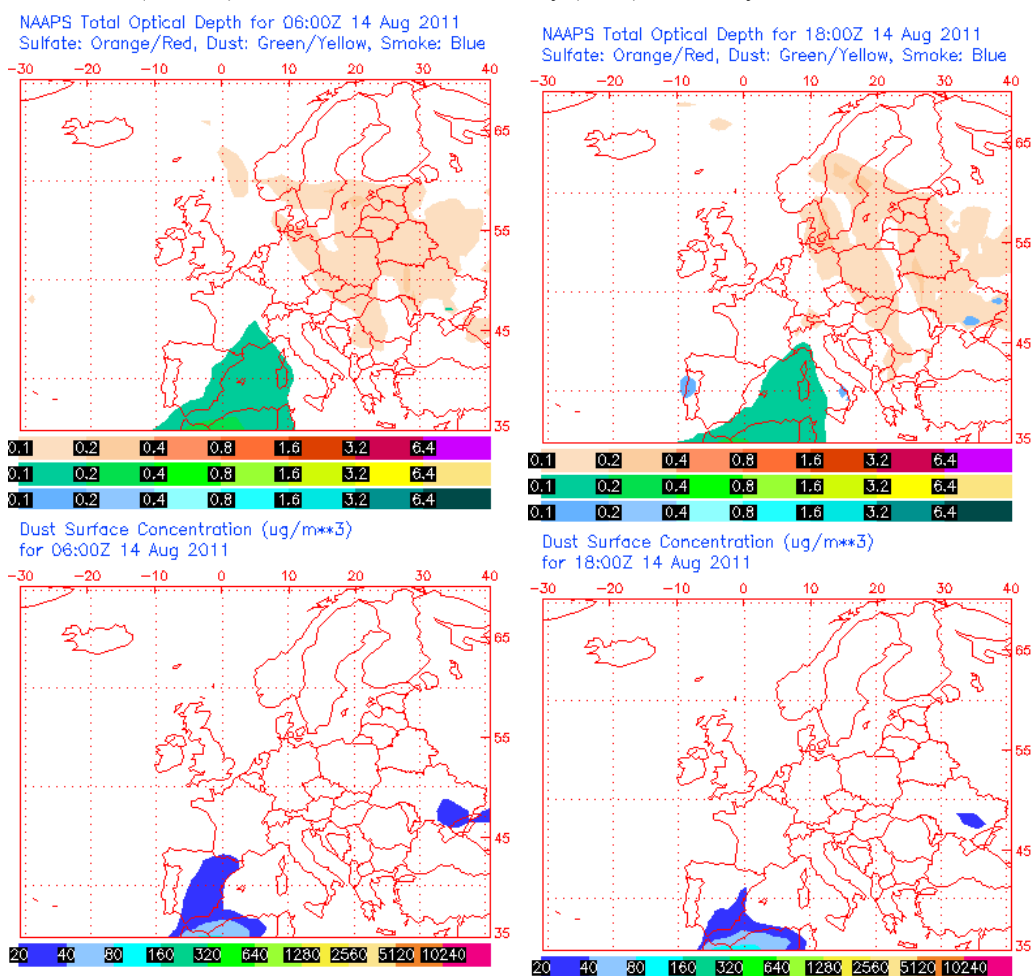 NAAPS Total Optical Depth for 06:00Z 14 Aug 2011
Sulfate: Orange/Red, Dust: Green/Yellow, Smoke: Blue
-30 -20 -10 0 10 20 30 40
65
55
45
35
0.1 0.2 0.4 0.8 1.6 3.2 6.4
0.1 0.2 0.4 0.8 1.6 3.2 6.4
0.1 0.2 0.4 0.8 1.6 3.2 6.4
NAAPS Total Optical Depth for 18:00Z 14 Aug 2011
Sulfate: Orange/Red, Dust: Green/Yellow, Smoke: Blue
-30 -20 -10 0 10 20 30 40
65
55
45
35
0.1 0.2 0.4 0.8 1.6 3.2 6.4
0.1 0.2 0.4 0.8 1.6 3.2 6.4
0.1 0.2 0.4 0.8 1.6 3.2 6.4
Dust Surface Concentration (ug/m**3)
for 06:00Z 14 Aug 2011
-30 -20 -10 0 10 20 30 40
65
55
45
35
20 40 80 160 320 640 1280 2560 5120 10240
Dust Surface Concentration (ug/m**3)
for 18:00Z 14 Aug 2011
-30 -20 -10 0 10 20 30 40
65
55
45
35
20 40 80 160 320 640 1280 2560 5120 10240